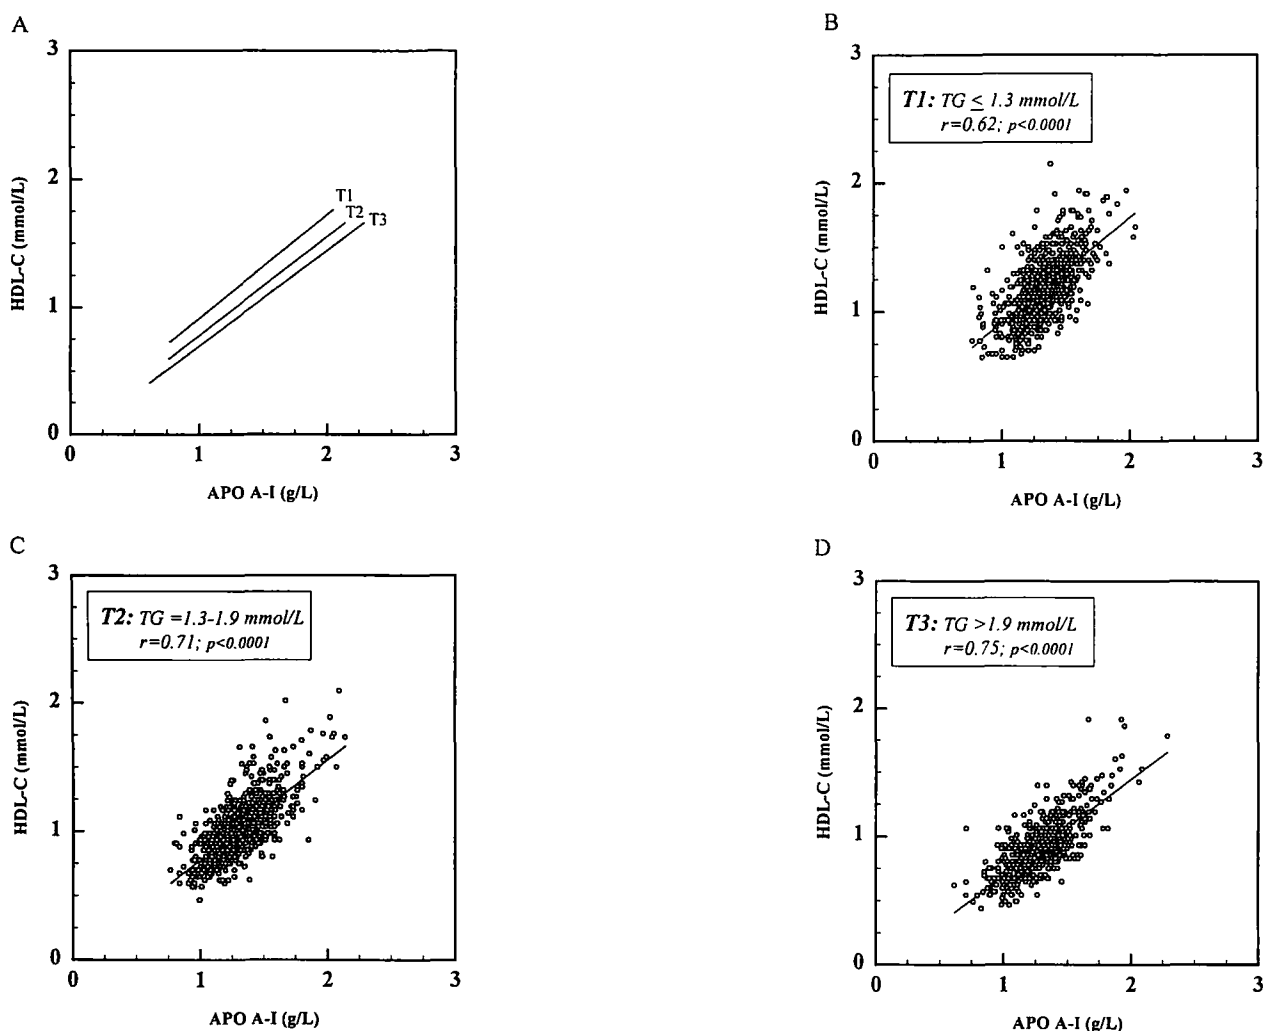 A
3
2
1
0
0
1
2
3
HDL-C (mmol/L)
APO A-I (g/L)
T1
T2
T3
B
3
2
1
0
0
1
2
3
HDL-C (mmol/L)
APO A-I (g/L)
T1: TG ≤ 1.3 mmol/L
r=0.62; p<0.0001
C
3
2
1
0
0
1
2
3
HDL-C (mmol/L)
APO A-I (g/L)
T2: TG =1.3-1.9 mmol/L
r=0.71; p<0.0001
D
3
2
1
0
0
1
2
3
HDL-C (mmol/L)
APO A-I (g/L)
T3: TG >1.9 mmol/L
r=0.75; p<0.0001